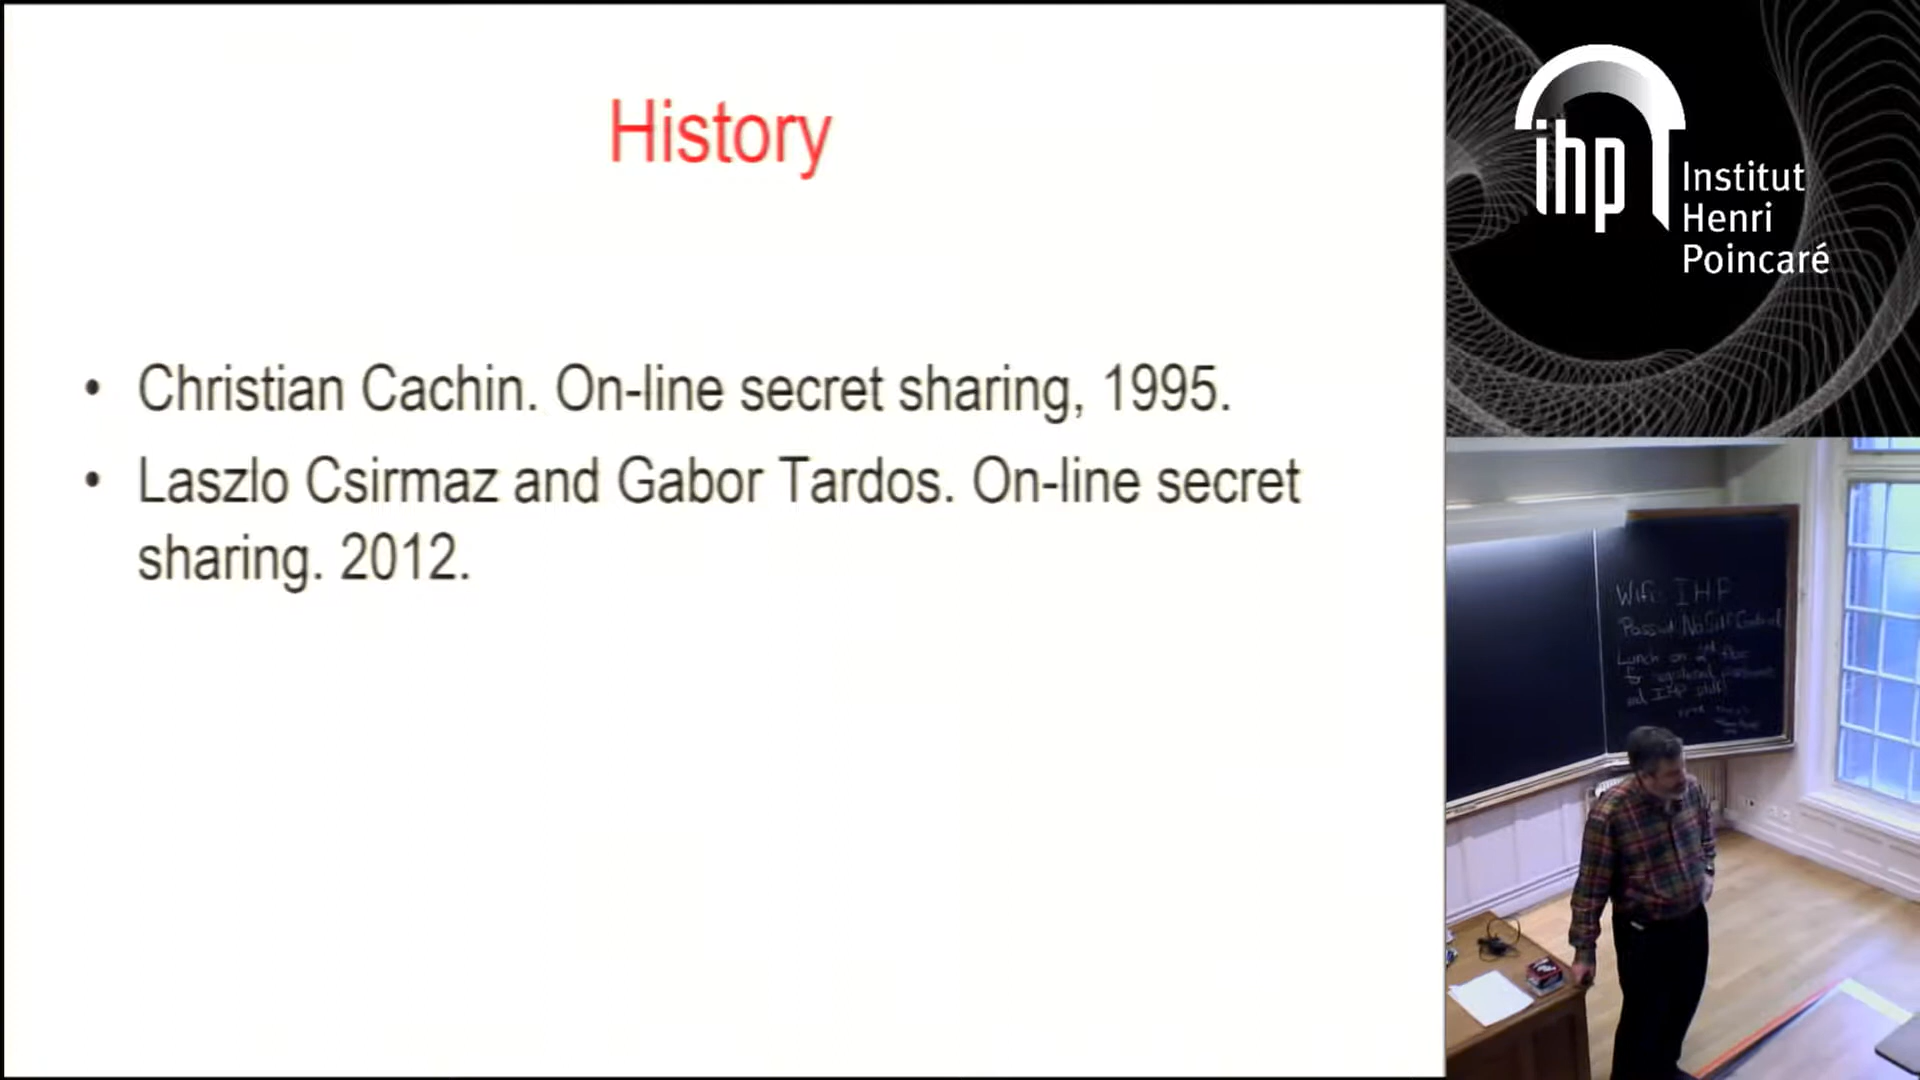 History
• Christian Cachin. On-line secret sharing, 1995.
• Laszlo Csirmaz and Gabor Tardos. On-line secret
sharing. 2012.
ihp
Institut
Henri
Poincaré
Wifi: IHP
Lunch on